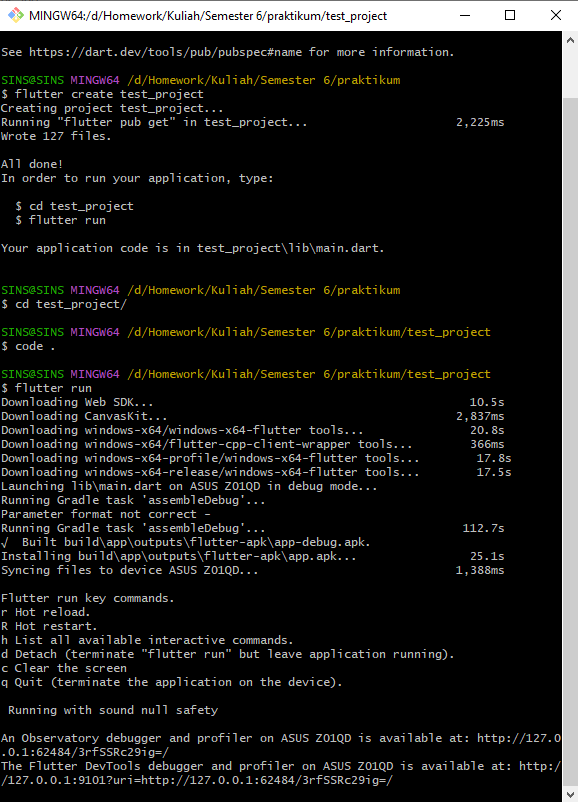 MINGW64:/d/Homework/Kuliah/Semester 6/praktikum/test_project
See https://dart.dev/tools/pub/pubspec#name for more information.
SINS@SINS MINGW64 /d/Homework/Kuliah/Semester 6/praktikum
$ flutter create test_project
Creating project test_project...
Running "flutter pub get" in test_project...                     2,225ms
Wrote 127 files.
All done!
In order to run your application, type:
  $ cd test_project
  $ flutter run
Your application code is in test_project\lib\main.dart.
SINS@SINS MINGW64 /d/Homework/Kuliah/Semester 6/praktikum
$ cd test_project/
SINS@SINS MINGW64 /d/Homework/Kuliah/Semester 6/praktikum/test_project
$ code .
SINS@SINS MINGW64 /d/Homework/Kuliah/Semester 6/praktikum/test_project
$ flutter run
Downloading Web SDK...                                             10.5s
Downloading CanvasKit...                                         2,837ms
Downloading windows-x64/windows-x64-flutter tools...               20.8s
Downloading windows-x64/flutter-cpp-client-wrapper tools...        366ms
Downloading windows-x64-profile/windows-x64-flutter tools...        17.8s
Downloading windows-x64-release/windows-x64-flutter tools...        17.5s
Launching lib\main.dart on ASUS Z01QD in debug mode...
Running Gradle task 'assembleDebug'...
Parameter format not correct -
Running Gradle task 'assembleDebug'...                            112.7s
√  Built build\app\outputs\flutter-apk\app-debug.apk.
Installing build\app\outputs\flutter-apk\app.apk...                25.1s
Syncing files to device ASUS Z01QD...                            1,388ms
Flutter run key commands.
r Hot reload.
R Hot restart.
h List all available interactive commands.
d Detach (terminate "flutter run" but leave application running).
c Clear the screen
q Quit (terminate the application on the device).
 Running with sound null safety
An Observatory debugger and profiler on ASUS Z01QD is available at: http://127.0
.0.1:62484/3rfSSRc29ig=/
The Flutter DevTools debugger and profiler on ASUS Z01QD is available at: http:/
/127.0.0.1:9101?uri=http://127.0.0.1:62484/3rfSSRc29ig=/